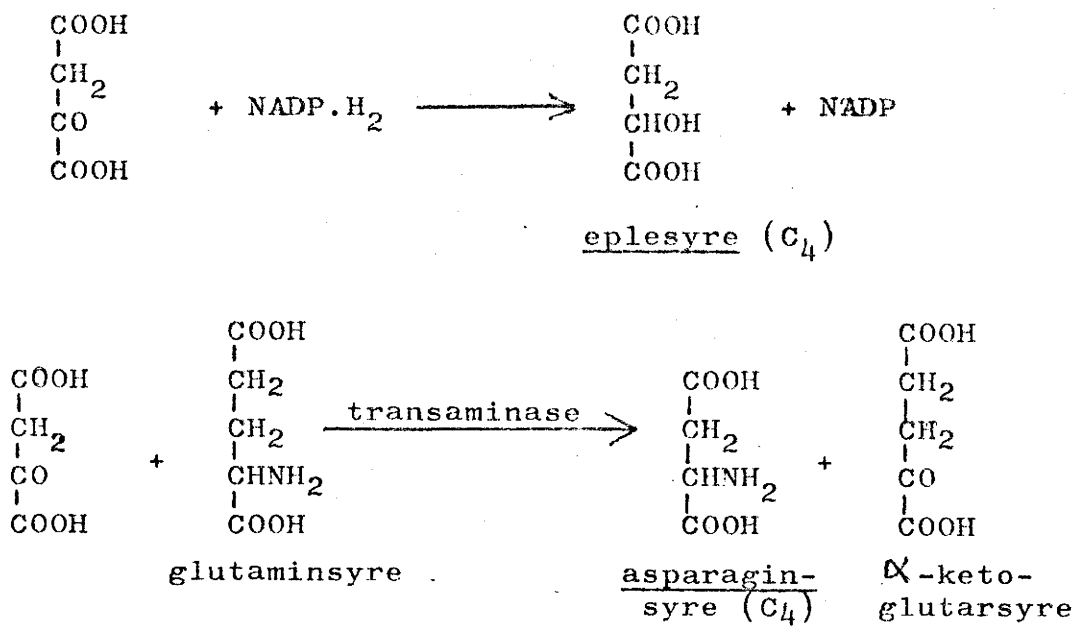 COOH COOH
CH2 CH2
+ NADP.H2 + NADP
CO CHOH
COOH COOH
eplesyre (C4)
COOH COOH
COOH CH2 COOH CH2
transaminase
CH2 CH2 CH2 CH2
+ +
CO CHNH2 CHNH2 CO
COOH COOH COOH COOH
glutaminsyre asparagin- α-keto-
syre (C4) glutarsyre